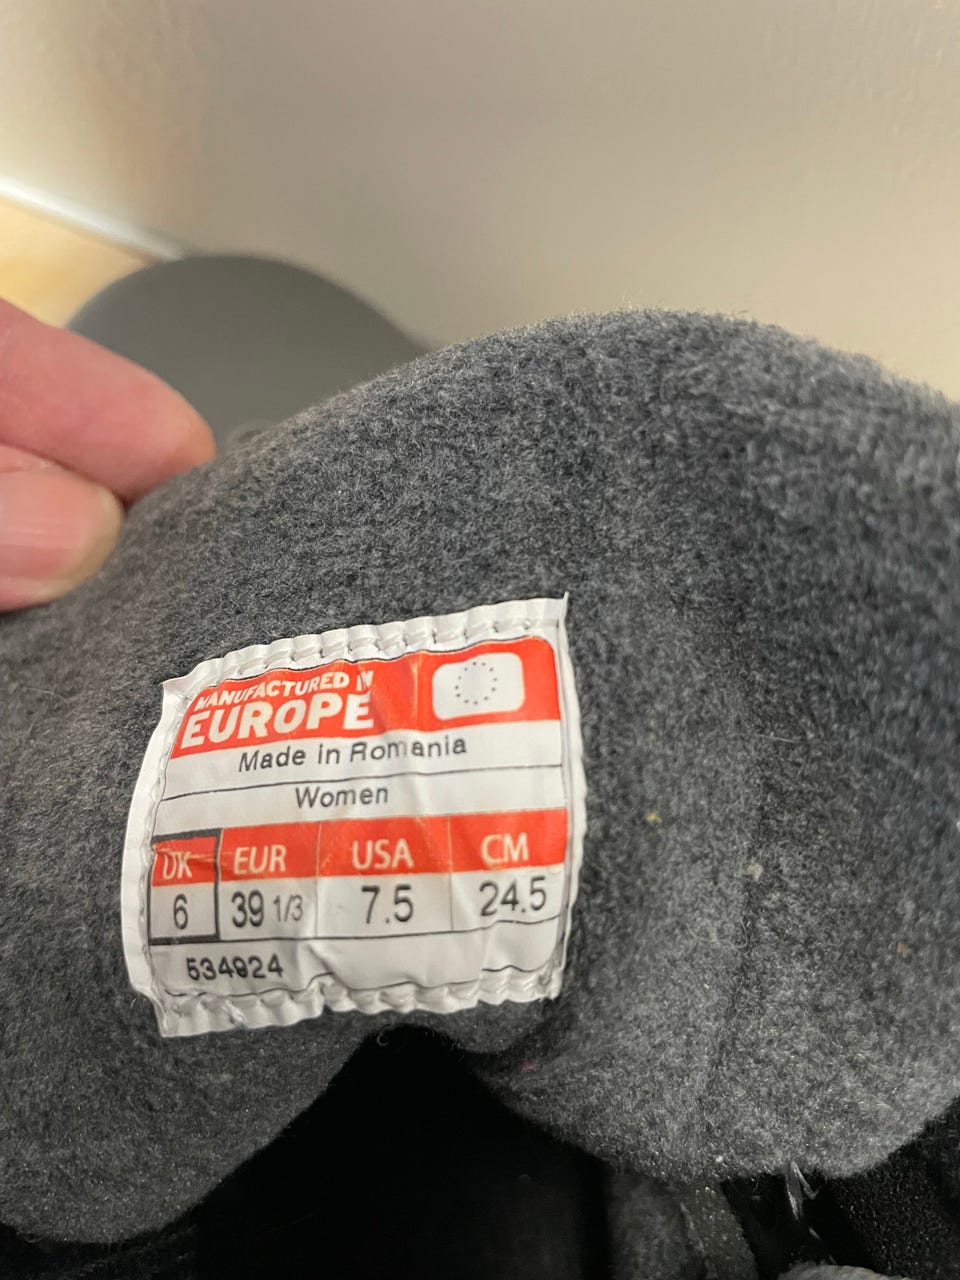 MANUFACTURED IN
EUROPE
Made in Romania
Women
UK EUR USA CM
6 39 1/3 7.5 24.5
534924